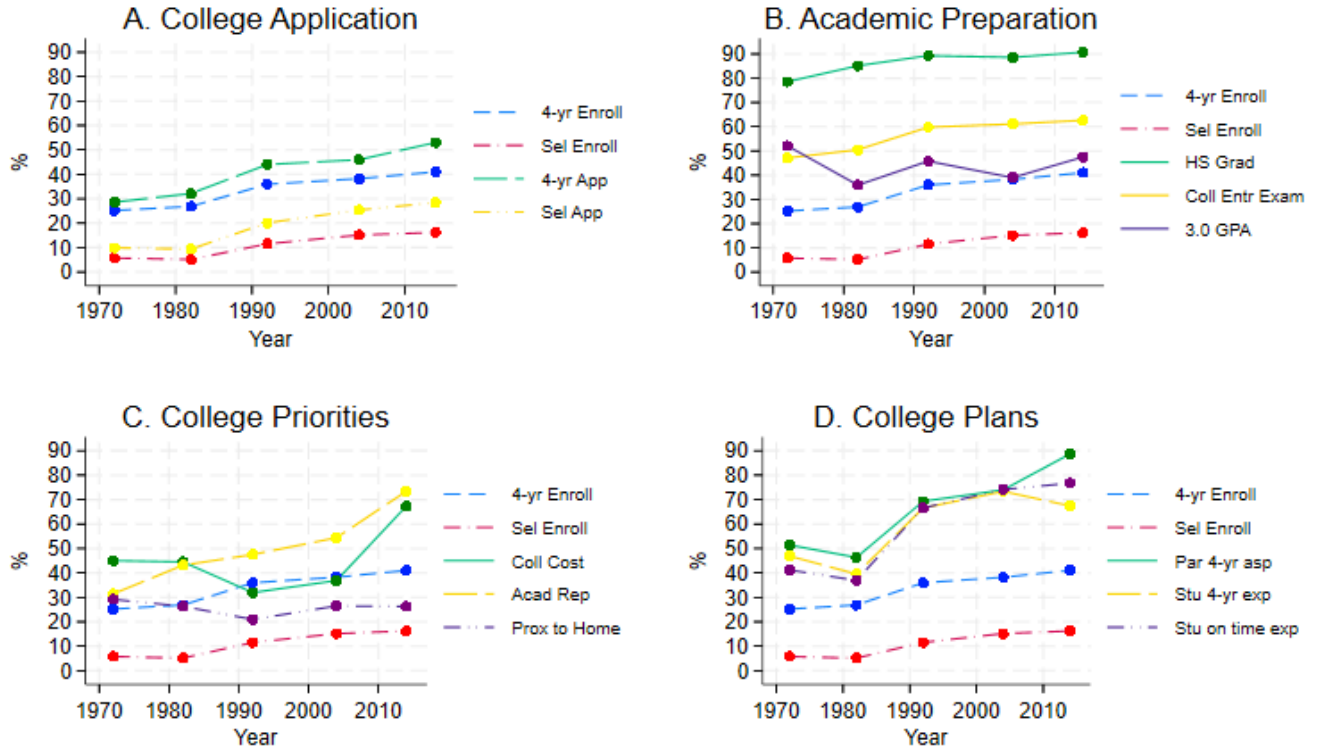 A. College Application
90
80
70
60
50
40
30
20
10
0
%
1970 1980 1990 2000 2010
Year
4-yr Enroll
Sel Enroll
4-yr App
Sel App
B. Academic Preparation
90
80
70
60
50
40
30
20
10
0
%
1970 1980 1990 2000 2010
Year
4-yr Enroll
Sel Enroll
HS Grad
Coll Entr Exam
3.0 GPA
C. College Priorities
90
80
70
60
50
40
30
20
10
0
%
1970 1980 1990 2000 2010
Year
4-yr Enroll
Sel Enroll
Coll Cost
Acad Rep
Prox to Home
D. College Plans
90
80
70
60
50
40
30
20
10
0
%
1970 1980 1990 2000 2010
Year
4-yr Enroll
Sel Enroll
Par 4-yr asp
Stu 4-yr exp
Stu on time exp